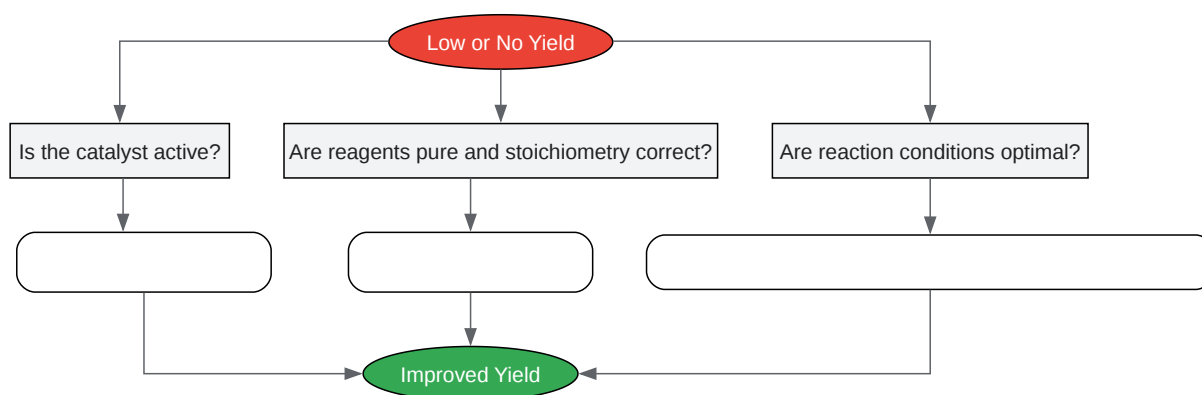 Low or No Yield
Is the catalyst active?
Are reagents pure and stoichiometry correct?
Are reaction conditions optimal?
Improved Yield